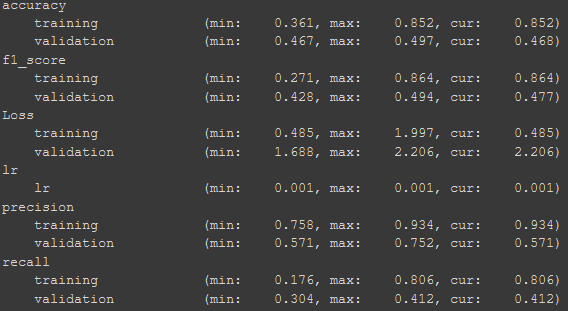 accuracy
training (min: 0.361, max: 0.852, cur: 0.852)
validation (min: 0.467, max: 0.497, cur: 0.468)
f1_score
training (min: 0.271, max: 0.864, cur: 0.864)
validation (min: 0.428, max: 0.494, cur: 0.477)
Loss
training (min: 0.485, max: 1.997, cur: 0.485)
validation (min: 1.688, max: 2.206, cur: 2.206)
lr
lr (min: 0.001, max: 0.001, cur: 0.001)
precision
training (min: 0.758, max: 0.934, cur: 0.934)
validation (min: 0.571, max: 0.752, cur: 0.571)
recall
training (min: 0.176, max: 0.806, cur: 0.806)
validation (min: 0.304, max: 0.412, cur: 0.412)